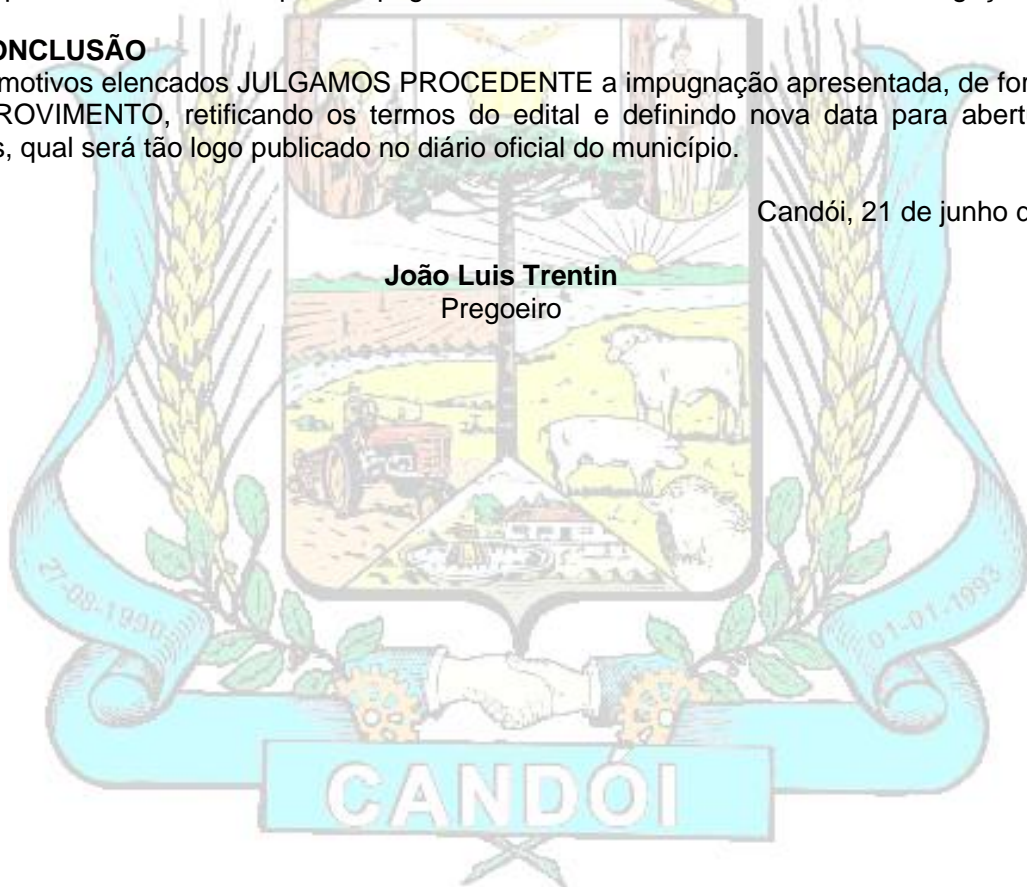 ONCLUSÃO
motivos elencados JULGAMOS PROCEDENTE a impugnação apresentada, de for
ROVIMENTO, retificando os termos do edital e definindo nova data para abert
s, qual será tão logo publicado no diário oficial do município.
Candói, 21 de junho d
João Luis Trentin
Pregoeiro
27-08-1990
01-01-1993
CANDÓI